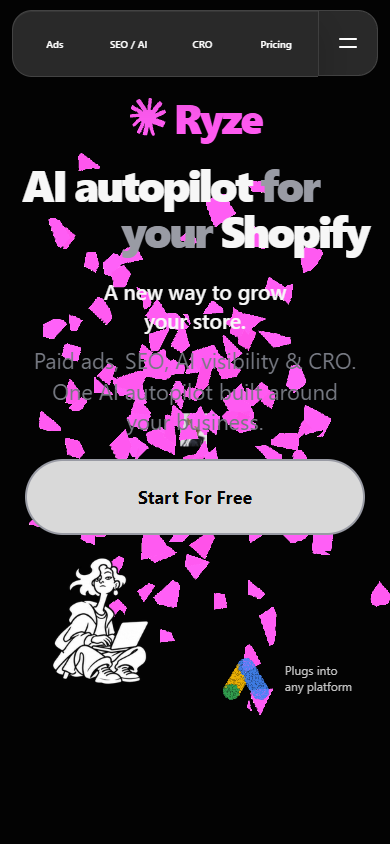 Ads
SEO / AI
CRO
Pricing
Ryze
AI autopilot for
your Shopify
A new way to grow
your store.
Paid ads, SEO, AI visibility & CRO.
One AI autopilot built around
your business.
Start For Free
Plugs into
any platform